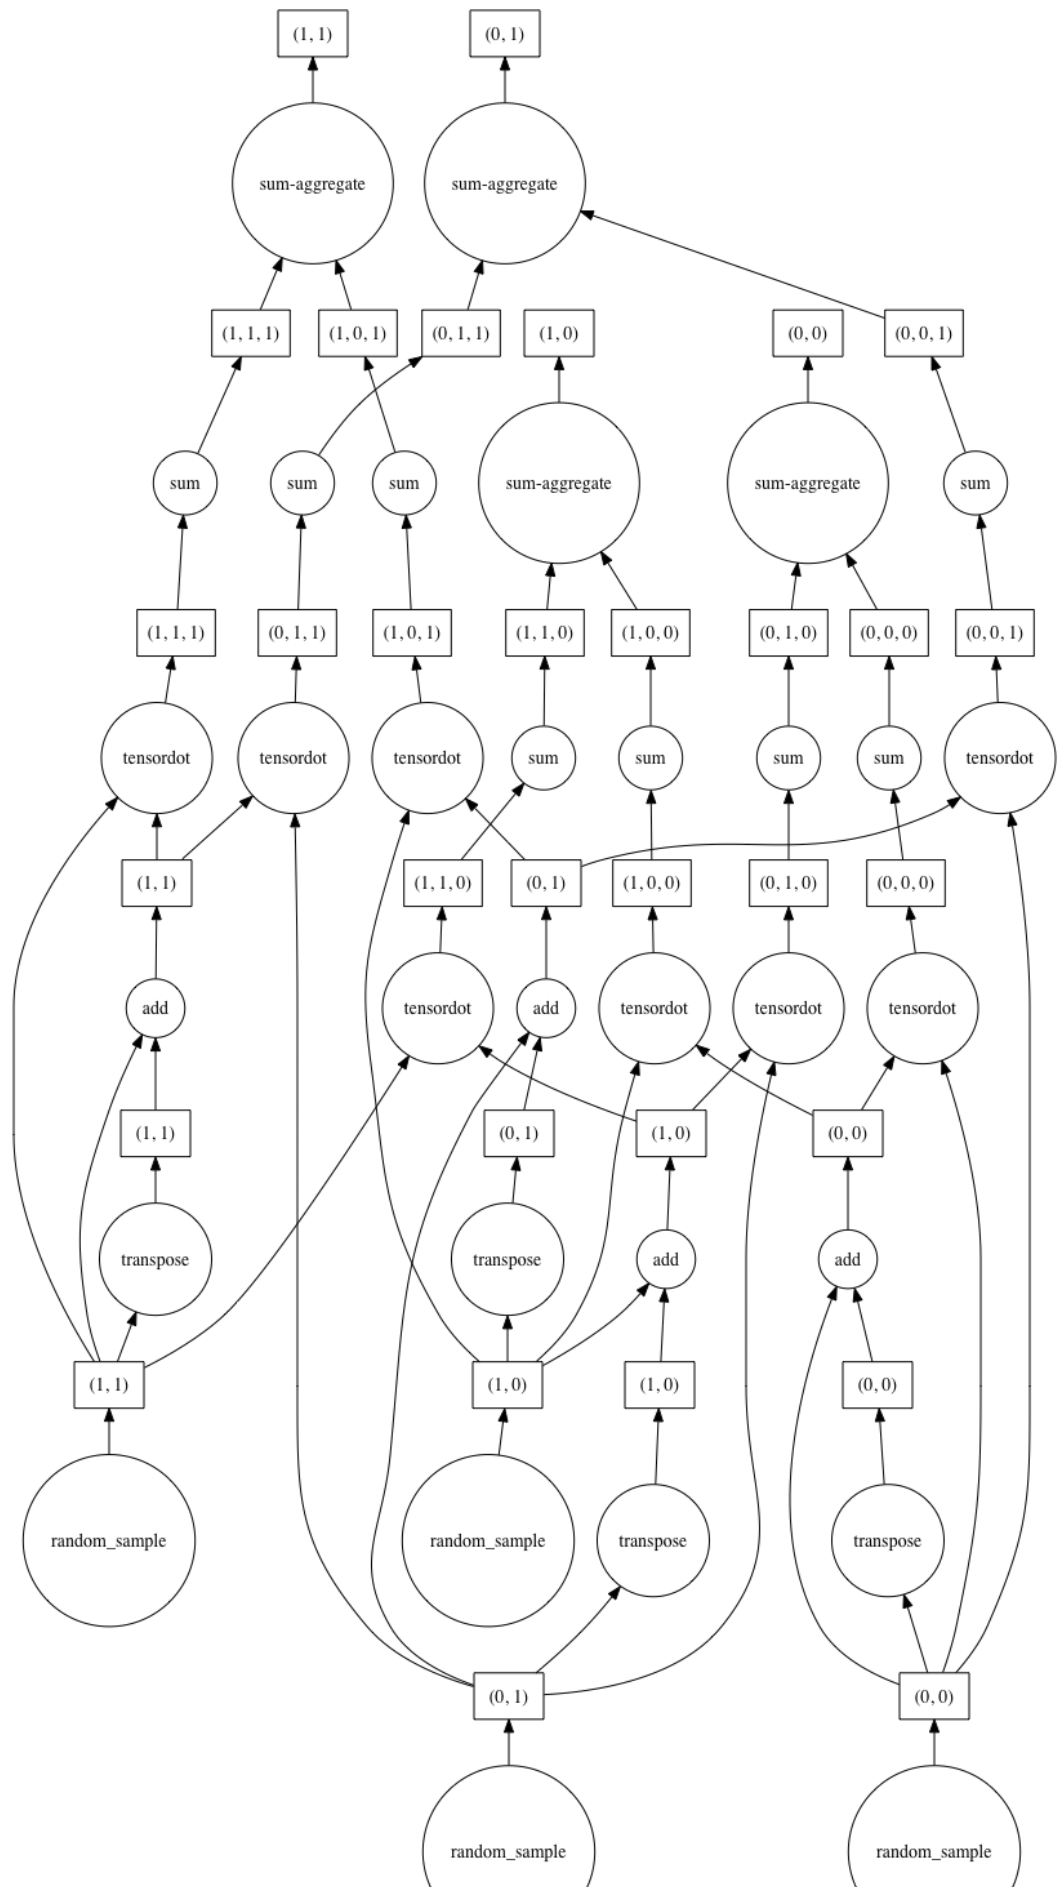 (1, 1)
(0, 1)
sum-aggregate
sum-aggregate
(1, 1, 1)
(1, 0, 1)
(0, 1, 1)
(1, 0)
(0, 0)
(0, 0, 1)
sum
sum
sum
sum-aggregate
sum-aggregate
sum
(1, 1, 1)
(0, 1, 1)
(1, 0, 1)
(1, 1, 0)
(1, 0, 0)
(0, 1, 0)
(0, 0, 0)
(0, 0, 1)
tensordot
tensordot
tensordot
sum
sum
sum
sum
tensordot
(1, 1)
(1, 1, 0)
(0, 1)
(1, 0, 0)
(0, 1, 0)
(0, 0, 0)
add
tensordot
add
tensordot
tensordot
tensordot
(1, 1)
(0, 1)
(1, 0)
(0, 0)
transpose
transpose
add
add
(1, 1)
(1, 0)
(1, 0)
(0, 0)
random_sample
random_sample
transpose
transpose
(0, 1)
(0, 0)
random_sample
random_sample